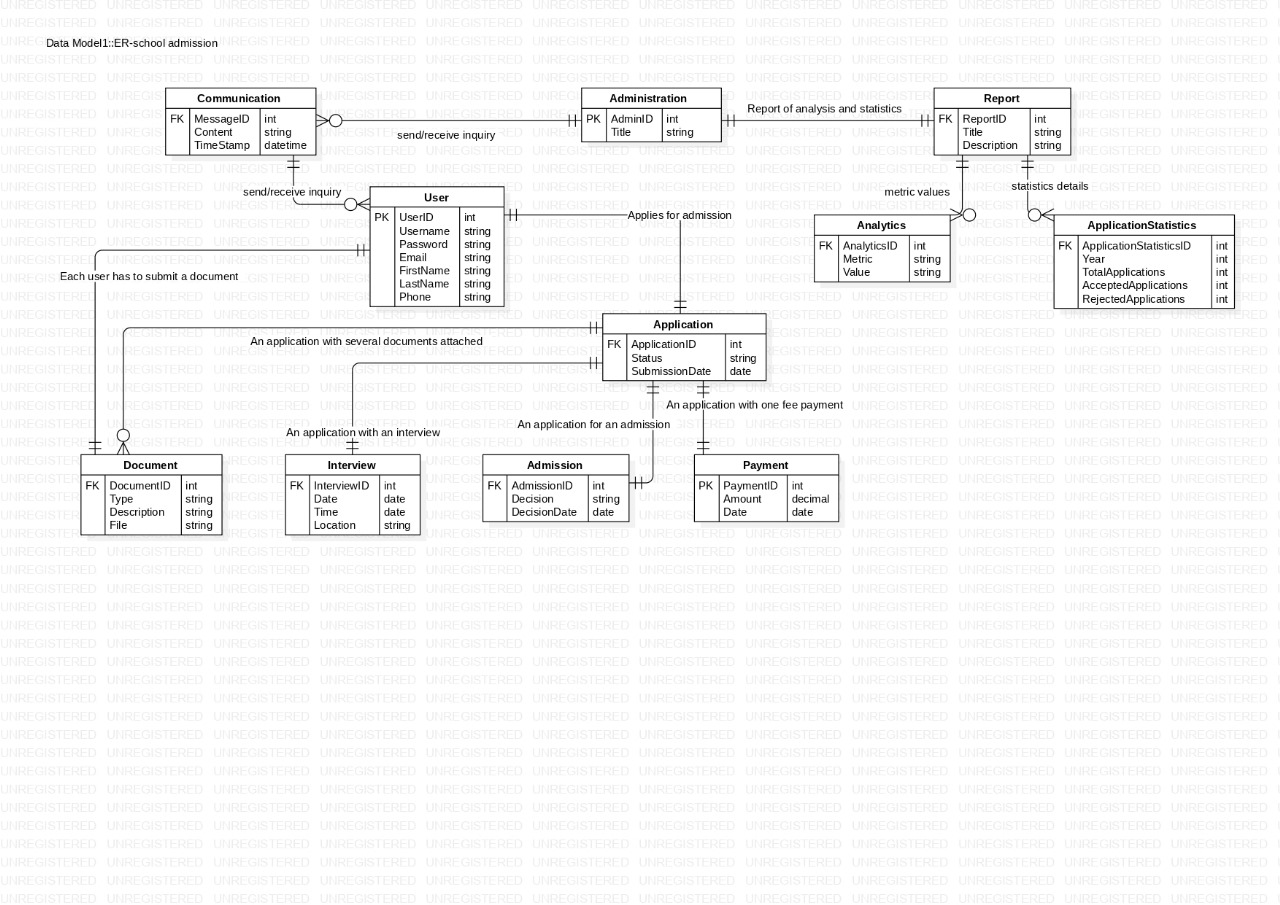 Data Model1::ER-school admission
Communication
FK MessageID int
Content string
TimeStamp datetime
send/receive inquiry
Administration
PK AdminID int
Title string
Report of analysis and statistics
Report
FK ReportID int
Title string
Description string
send/receive inquiry
User
PK UserID int
Username string
Password string
Email string
FirstName string
LastName string
Phone string
Applies for admission
metric values
statistics details
Analytics
FK AnalyticsID int
Metric string
Value string
ApplicationStatistics
FK ApplicationStatisticsID int
Year int
TotalApplications int
AcceptedApplications int
RejectedApplications int
Each user has to submit a document
An application with several documents attached
Application
FK ApplicationID int
Status string
SubmissionDate date
An application with one fee payment
An application for an admission
An application with an interview
Document
FK DocumentID int
Type string
Description string
File string
Interview
FK InterviewID int
Date date
Time date
Location string
Admission
FK AdmissionID int
Decision string
DecisionDate date
Payment
PK PaymentID int
Amount decimal
Date date
UNREGISTERED